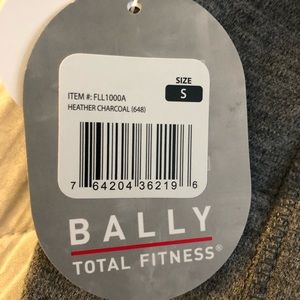 SIZE
S
ITEM #: FLL1000A
HEATHER CHARCOAL (648)
7 64204 36219 6
BALLY
TOTAL FITNESS®